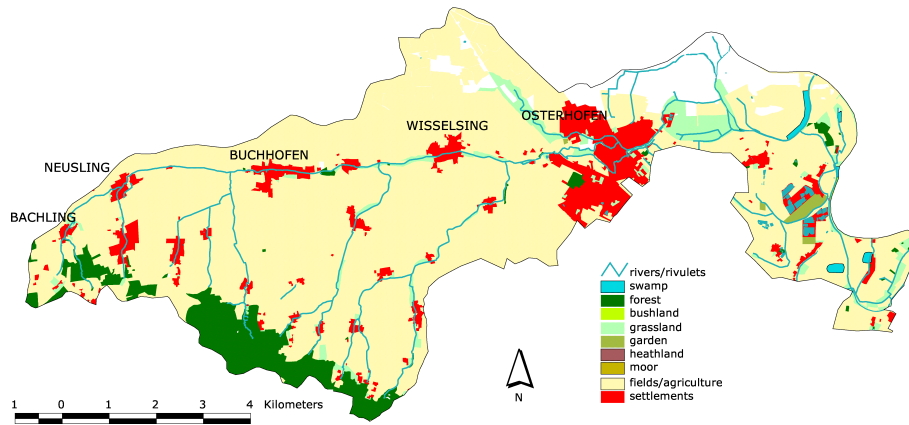 OSTERHOFEN
WISSELSING
BUCHHOFEN
NEUSLING
BACHLING
rivers/rivulets
swamp
forest
bushland
grassland
garden
heathland
moor
fields/agriculture
settlements
N
1 0 1 2 3 4 Kilometers